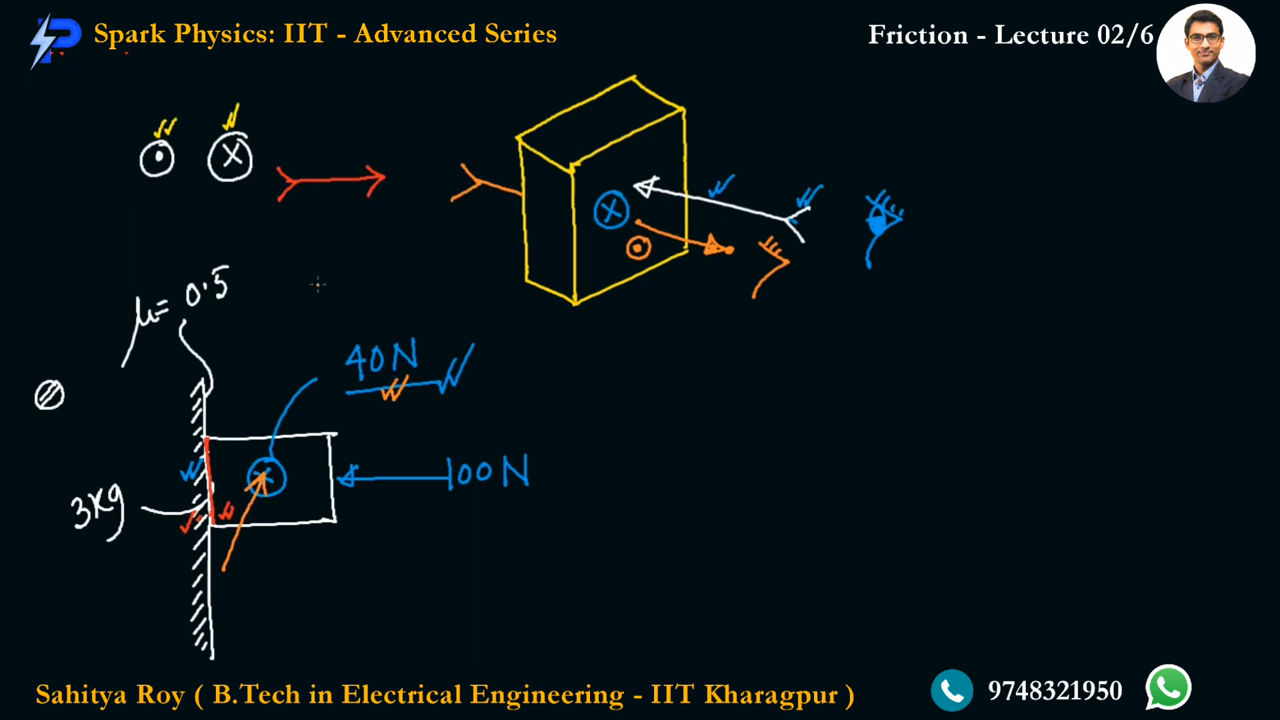 Spark Physics: IIT - Advanced Series
Friction - Lecture 02/6
μ= 0.5
40N
100N
3kg
Sahitya Roy ( B.Tech in Electrical Engineering - IIT Kharagpur )
9748321950